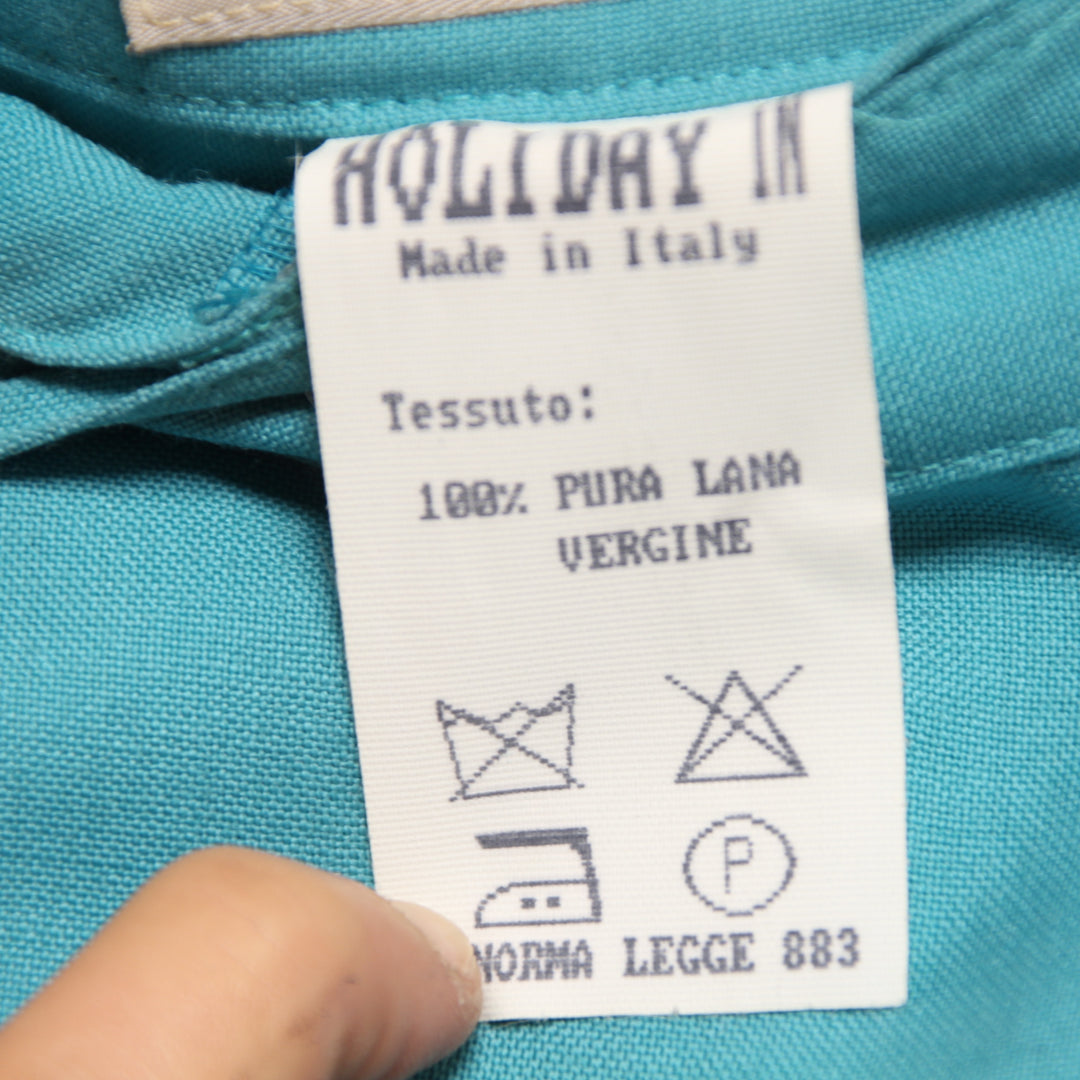 HOLIDAY IN
Made in Italy
Tessuto:
100% PURA LANA
VERGINE
P
NORMA LEGGE 883